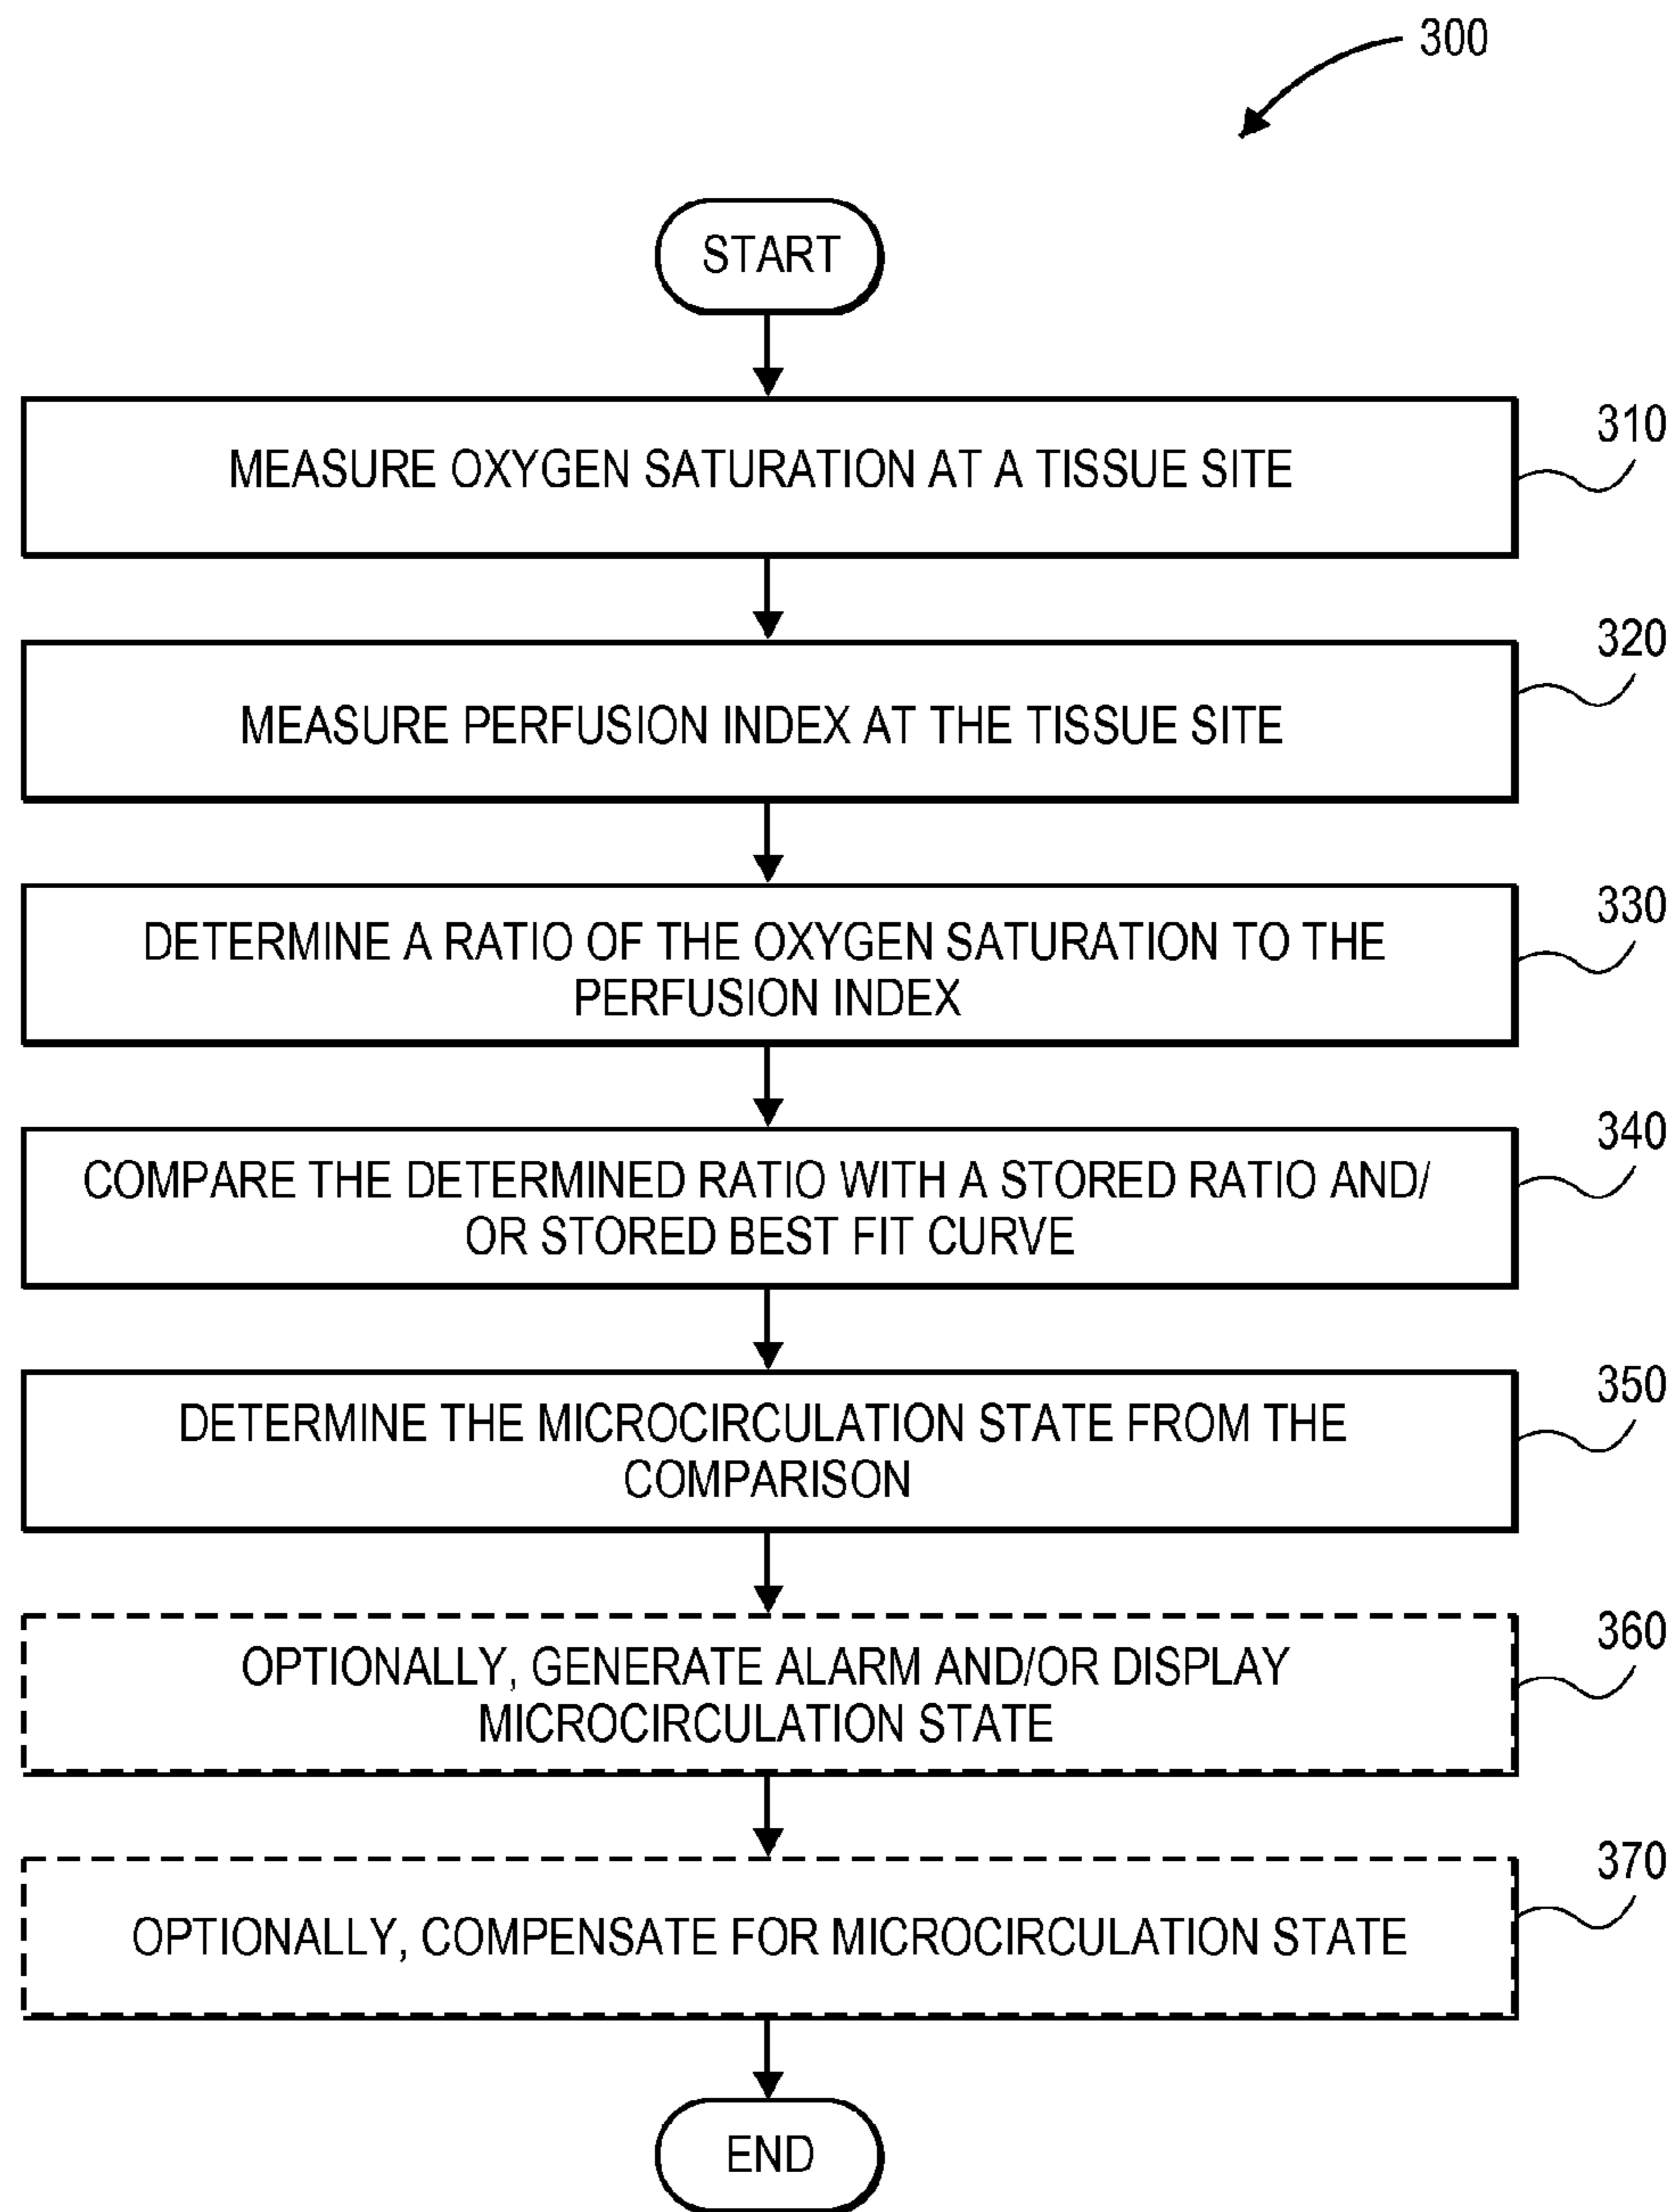 300
START
MEASURE OXYGEN SATURATION AT A TISSUE SITE
310
MEASURE PERFUSION INDEX AT THE TISSUE SITE
320
DETERMINE A RATIO OF THE OXYGEN SATURATION TO THE
PERFUSION INDEX
330
COMPARE THE DETERMINED RATIO WITH A STORED RATIO AND/
OR STORED BEST FIT CURVE
340
DETERMINE THE MICROCIRCULATION STATE FROM THE
COMPARISON
350
OPTIONALLY, GENERATE ALARM AND/OR DISPLAY
MICROCIRCULATION STATE
360
OPTIONALLY, COMPENSATE FOR MICROCIRCULATION STATE
370
END